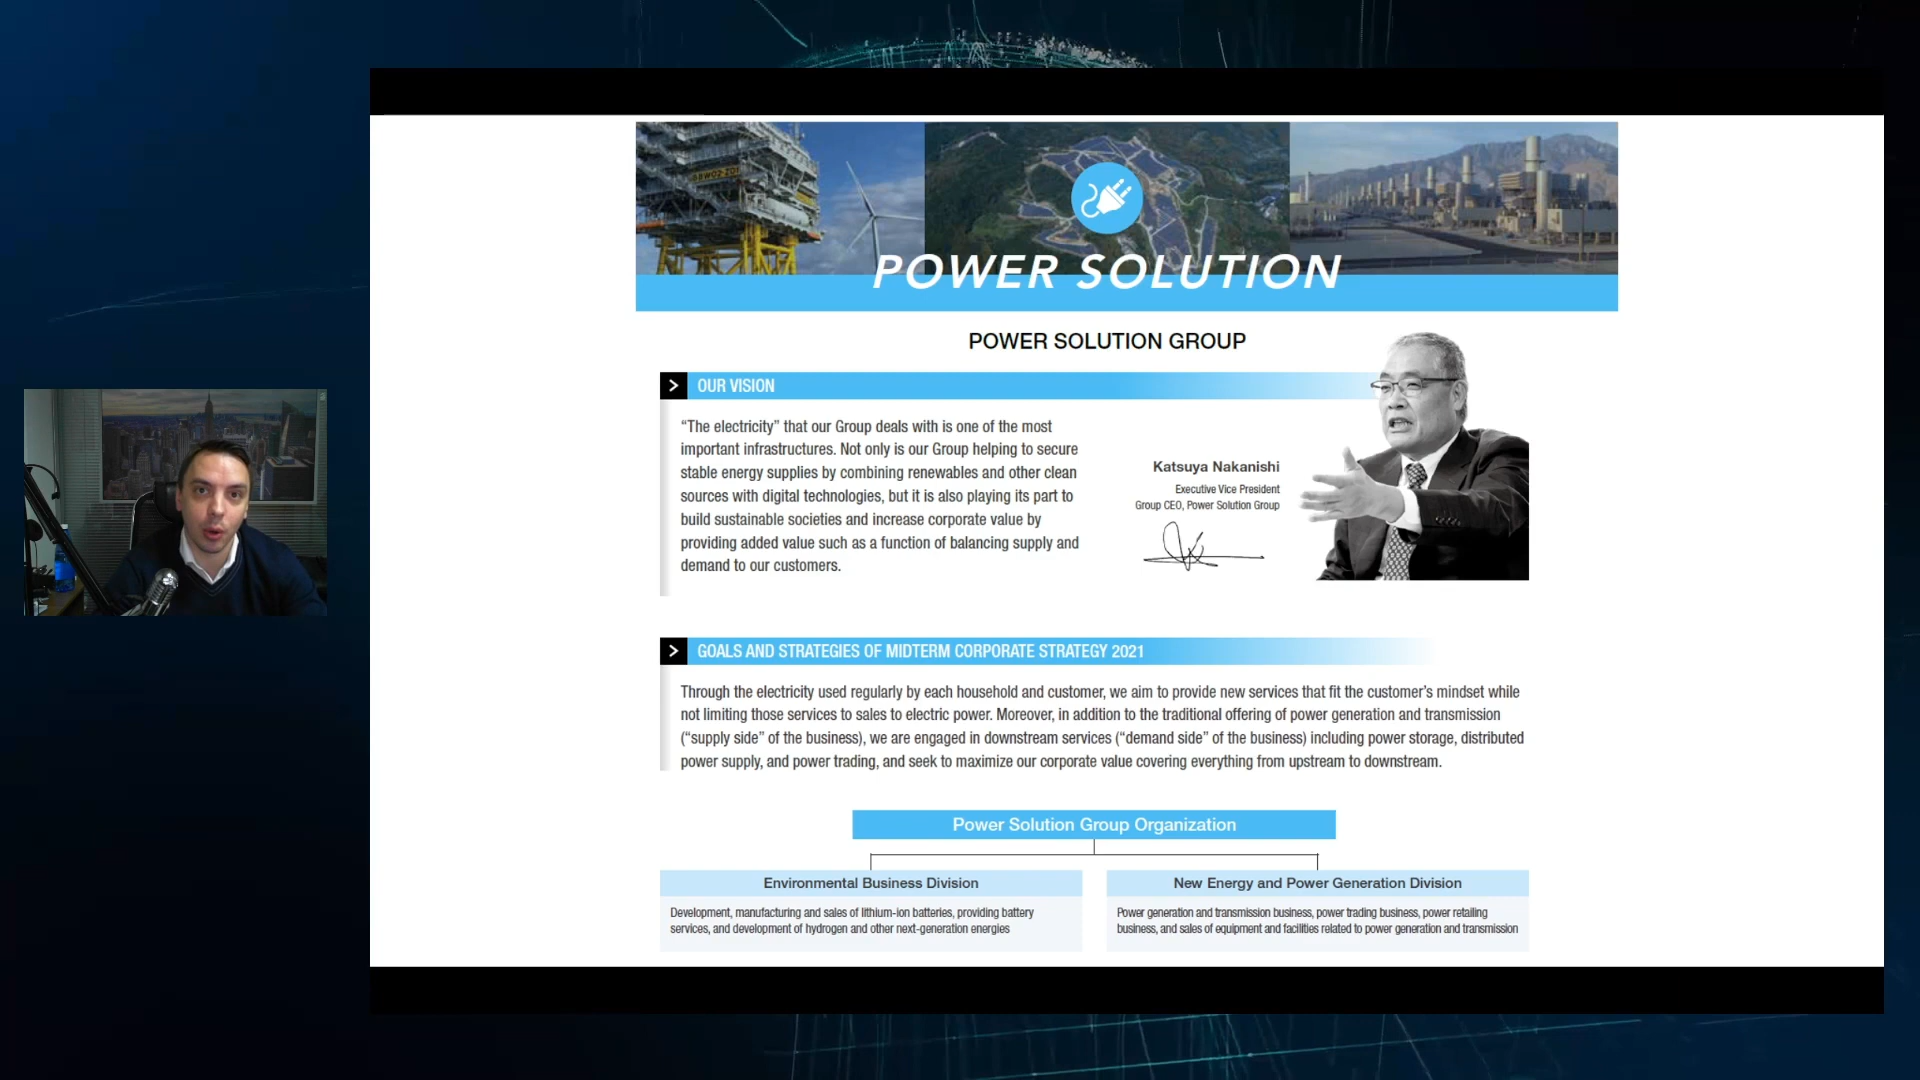 POWER SOLUTION
POWER SOLUTION GROUP
OUR VISION
“The electricity” that our Group deals with is one of the most
important infrastructures. Not only is our Group helping to secure
stable energy supplies by combining renewables and other clean
sources with digital technologies, but it is also playing its part to
build sustainable societies and increase corporate value by
providing added value such as a function of balancing supply and
demand to our customers.
Katsuya Nakanishi
Executive Vice President
Group CEO, Power Solution Group
GOALS AND STRATEGIES OF MIDTERM CORPORATE STRATEGY 2021
Through the electricity used regularly by each household and customer, we aim to provide new services that fit the customer’s mindset while
not limiting those services to sales to electric power. Moreover, in addition to the traditional offering of power generation and transmission
(“supply side” of the business), we are engaged in downstream services (“demand side” of the business) including power storage, distributed
power supply, and power trading, and seek to maximize our corporate value covering everything from upstream to downstream.
Power Solution Group Organization
Environmental Business Division
Development, manufacturing and sales of lithium-ion batteries, providing battery
services, and development of hydrogen and other next-generation energies
New Energy and Power Generation Division
Power generation and transmission business, power trading business, power retailing
business, and sales of equipment and facilities related to power generation and transmission